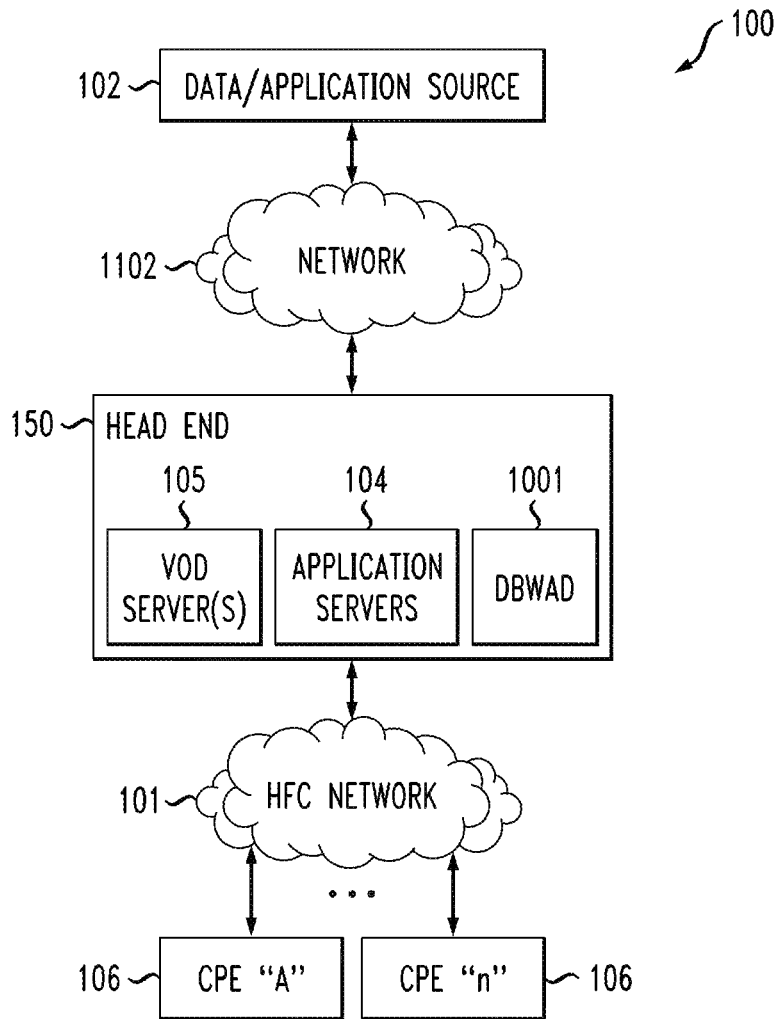 100
102
DATA/APPLICATION SOURCE
1102
NETWORK
150
HEAD END
105
104
1001
VOD
SERVER(S)
APPLICATION
SERVERS
DBWAD
101
HFC NETWORK
106
CPE “A”
CPE “n”
106